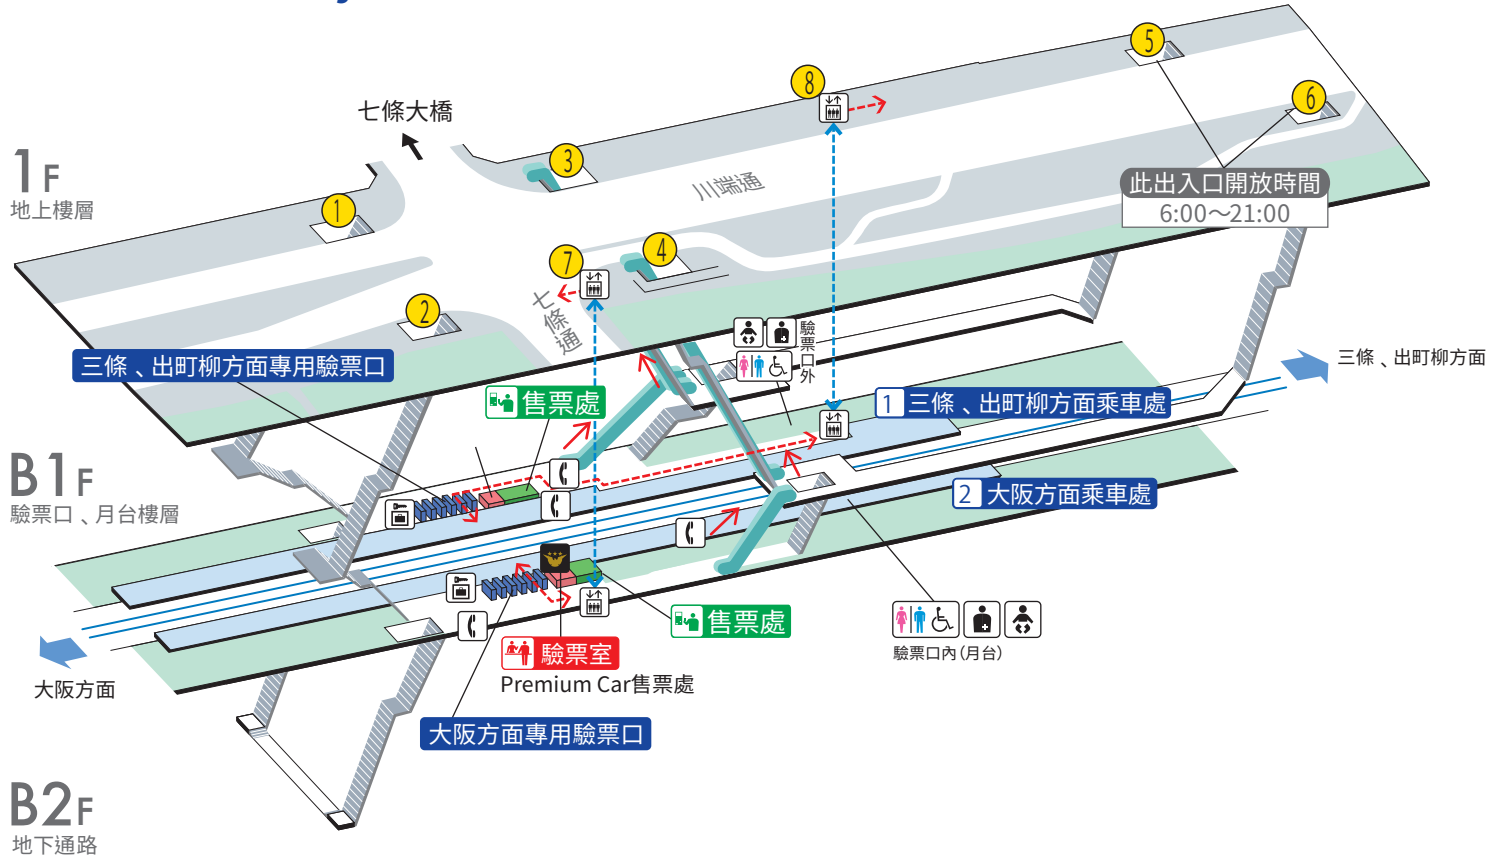 5
8
6
七條大橋
1F
地上樓層
3
川端通
此出入口開放時間
6:00～21:00
1
4
7
七條通
2
驗票口外
三條、出町柳方面專用驗票口
三條、出町柳方面
售票處
1 三條、出町柳方面乘車處
B1F
驗票口、月台樓層
2 大阪方面乘車處
售票處
驗票室
Premium Car售票處
驗票口內(月台)
大阪方面
大阪方面專用驗票口
B2F
地下通路